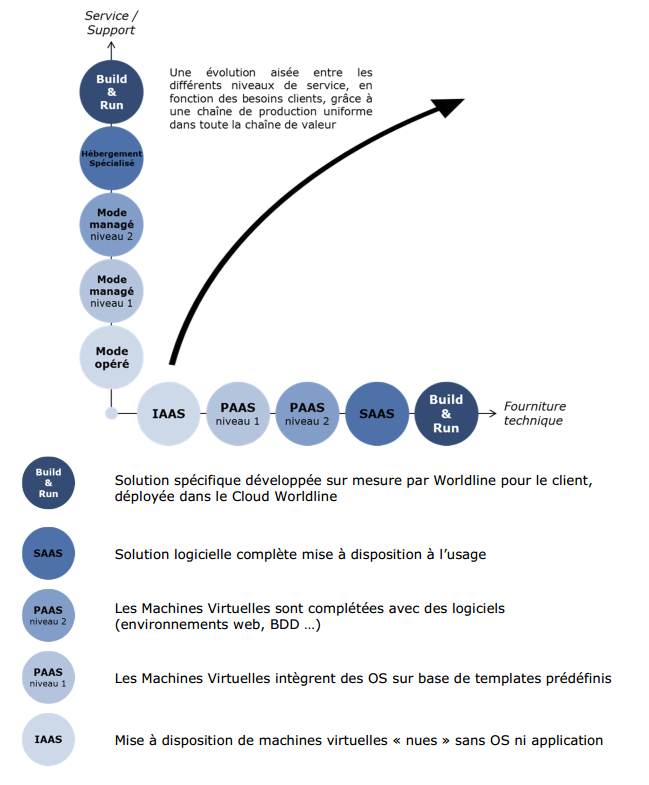 Service /
Support
Build
&
Run
Une évolution aisée entre les
différents niveaux de service, en
fonction des besoins clients, grâce à
une chaîne de production uniforme
dans toute la chaîne de valeur
Hébergement
Spécialisé
Mode
managé
niveau 2
Mode
managé
niveau 1
Mode
opéré
IAAS
PAAS
niveau 1
PAAS
niveau 2
SAAS
Build
&
Run
Fourniture
technique
Build
&
Run
Solution spécifique développée sur mesure par Worldline pour le client,
déployée dans le Cloud Worldline
SAAS
Solution logicielle complète mise à disposition à l’usage
PAAS
niveau 2
Les Machines Virtuelles sont complétées avec des logiciels
(environnements web, BDD …)
PAAS
niveau 1
Les Machines Virtuelles intègrent des OS sur base de templates prédéfinis
IAAS
Mise à disposition de machines virtuelles « nues » sans OS ni application